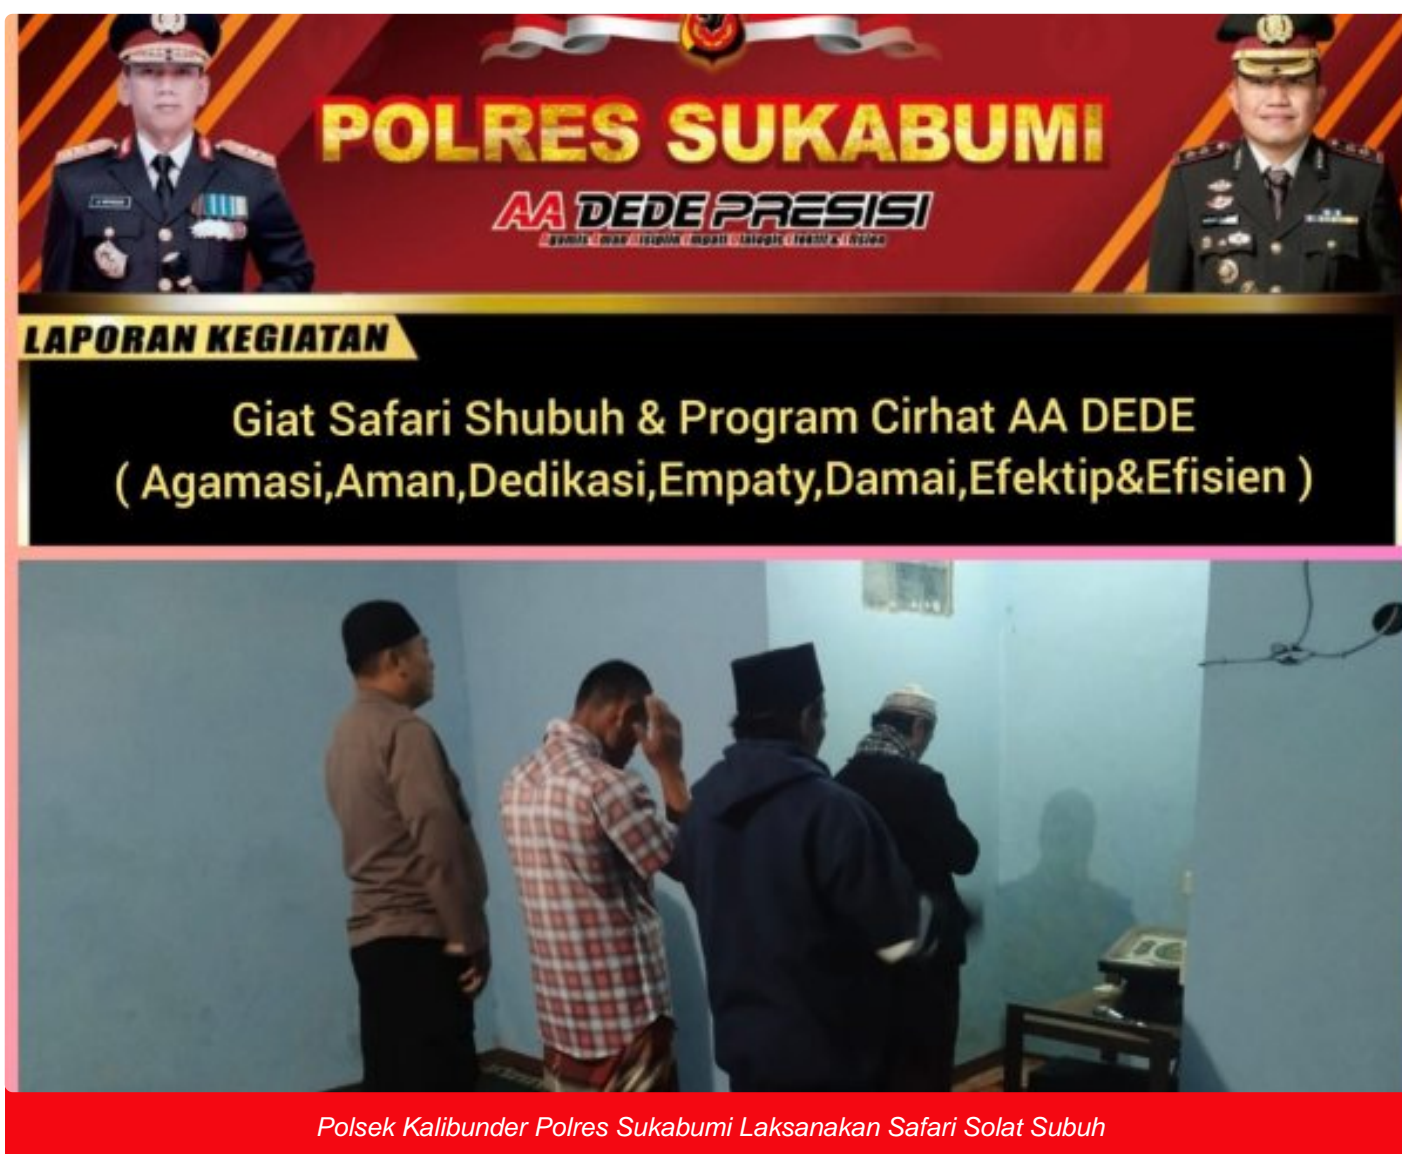 POLRES SUKABUMI
AA DEDE PRESISI
LAPORAN KEGIATAN
Giat Safari Shubuh & Program Cirhat AA DEDE
( Agamasi,Aman,Dedikasi,Empaty,Damai,Efektip&Efisien )
Polsek Kalibunder Polres Sukabumi Laksanakan Safari Solat Subuh